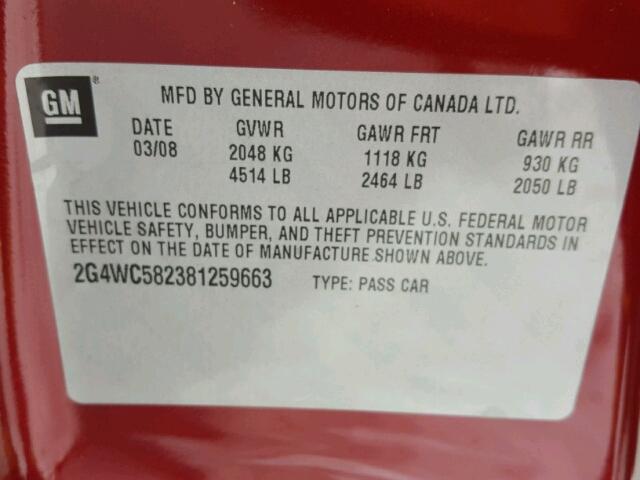 GM ®
MFD BY GENERAL MOTORS OF CANADA LTD.
DATE GVWR GAWR FRT GAWR RR
03/08 2048 KG 1118 KG 930 KG
4514 LB 2464 LB 2050 LB
THIS VEHICLE CONFORMS TO ALL APPLICABLE U.S. FEDERAL MOTOR
VEHICLE SAFETY, BUMPER, AND THEFT PREVENTION STANDARDS IN
EFFECT ON THE DATE OF MANUFACTURE SHOWN ABOVE.
2G4WC582381259663 TYPE: PASS CAR